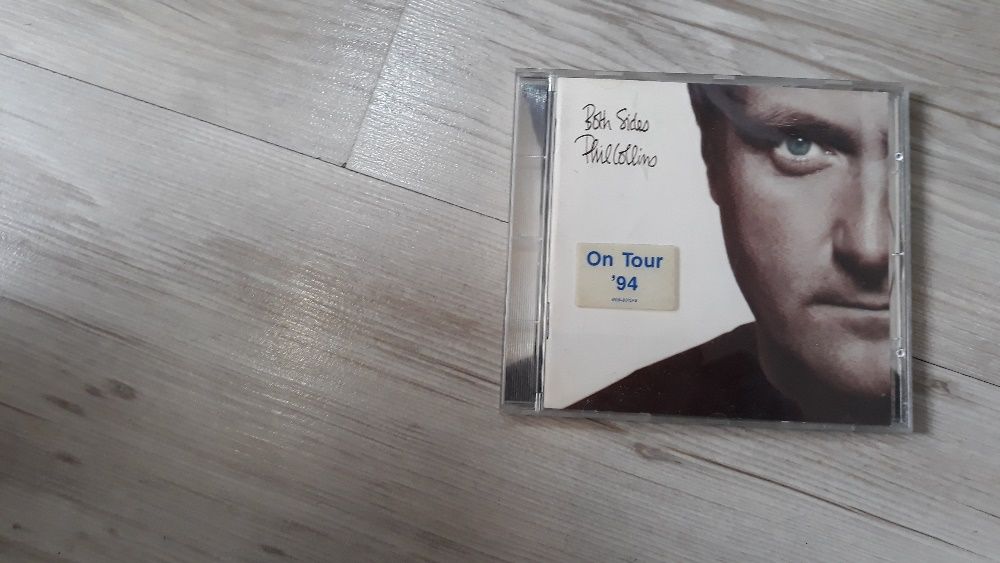 Both Sides
Phil Collins
On Tour
'94